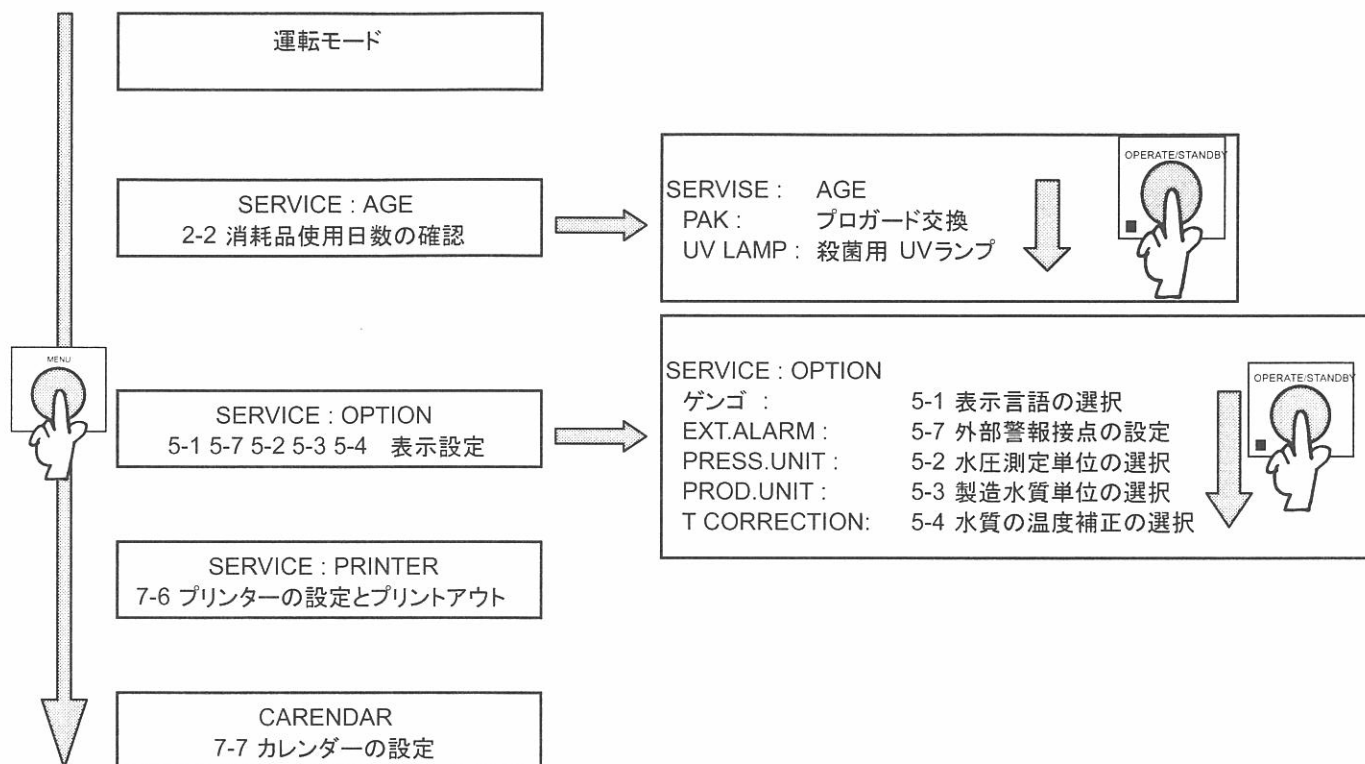 運転モード
SERVICE : AGE
2-2 消耗品使用日数の確認
SERVISE : AGE
PAK : プロガード交換
UV LAMP : 殺菌用 UVランプ
OPERATE/STANDBY
MENU
SERVICE : OPTION
5-1 5-7 5-2 5-3 5-4 表示設定
SERVICE : OPTION
ゲンゴ : 5-1 表示言語の選択
EXT.ALARM : 5-7 外部警報接点の設定
PRESS.UNIT : 5-2 水圧測定単位の選択
PROD.UNIT : 5-3 製造水質単位の選択
T CORRECTION: 5-4 水質の温度補正の選択
OPERATE/STANDBY
SERVICE : PRINTER
7-6 プリンターの設定とプリントアウト
CARENDAR
7-7 カレンダーの設定